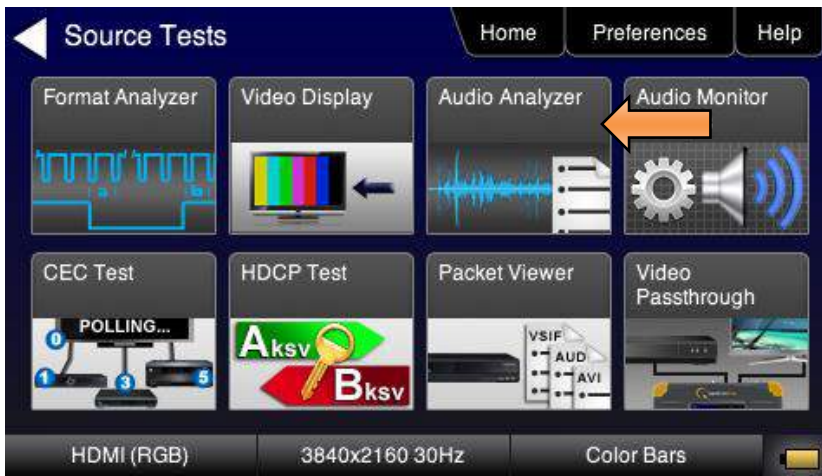 Source Tests
Home
Preferences
Help
Format Analyzer
Video Display
Audio Analyzer
Audio Monitor
a
b
CEC Test
HDCP Test
Packet Viewer
Video
Passthrough
POLLING...
0
1
3
5
Aksv
Bksv
VSIF
AUD
AVI
HDMI (RGB)
3840x2160 30Hz
Color Bars